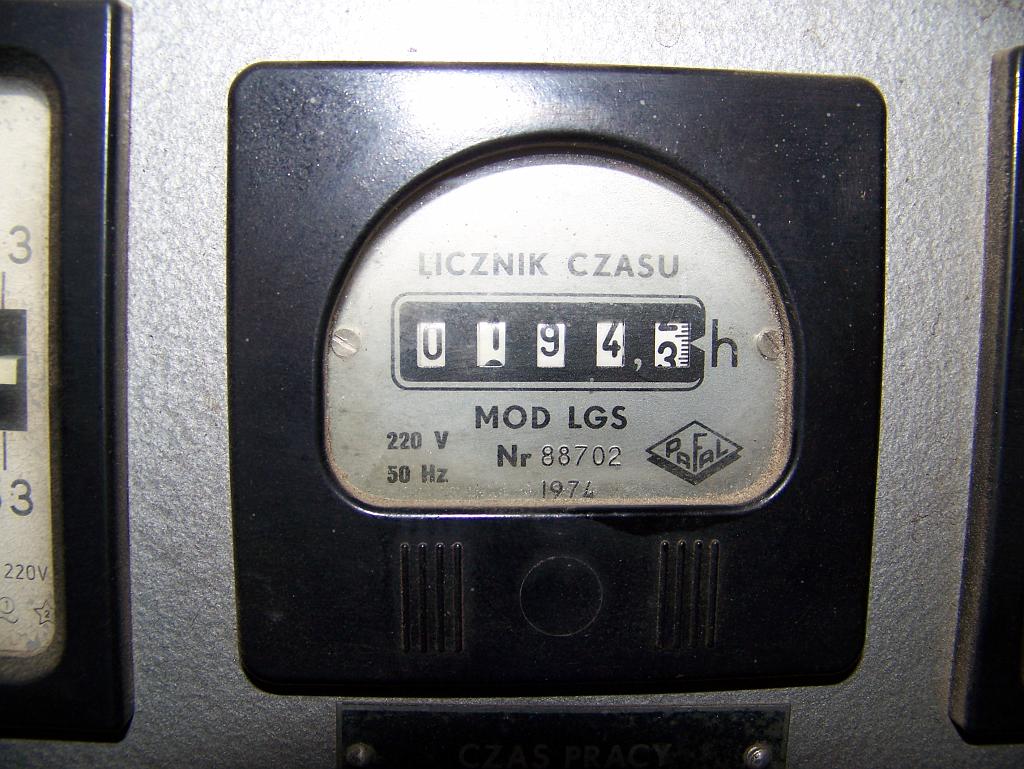 LICZNIK CZASU
0 1 9 4 , 3 h
MOD LGS
220 V
Nr 88702
PAFAL
50 Hz
1974
3
3
220V
CZAS PRACY